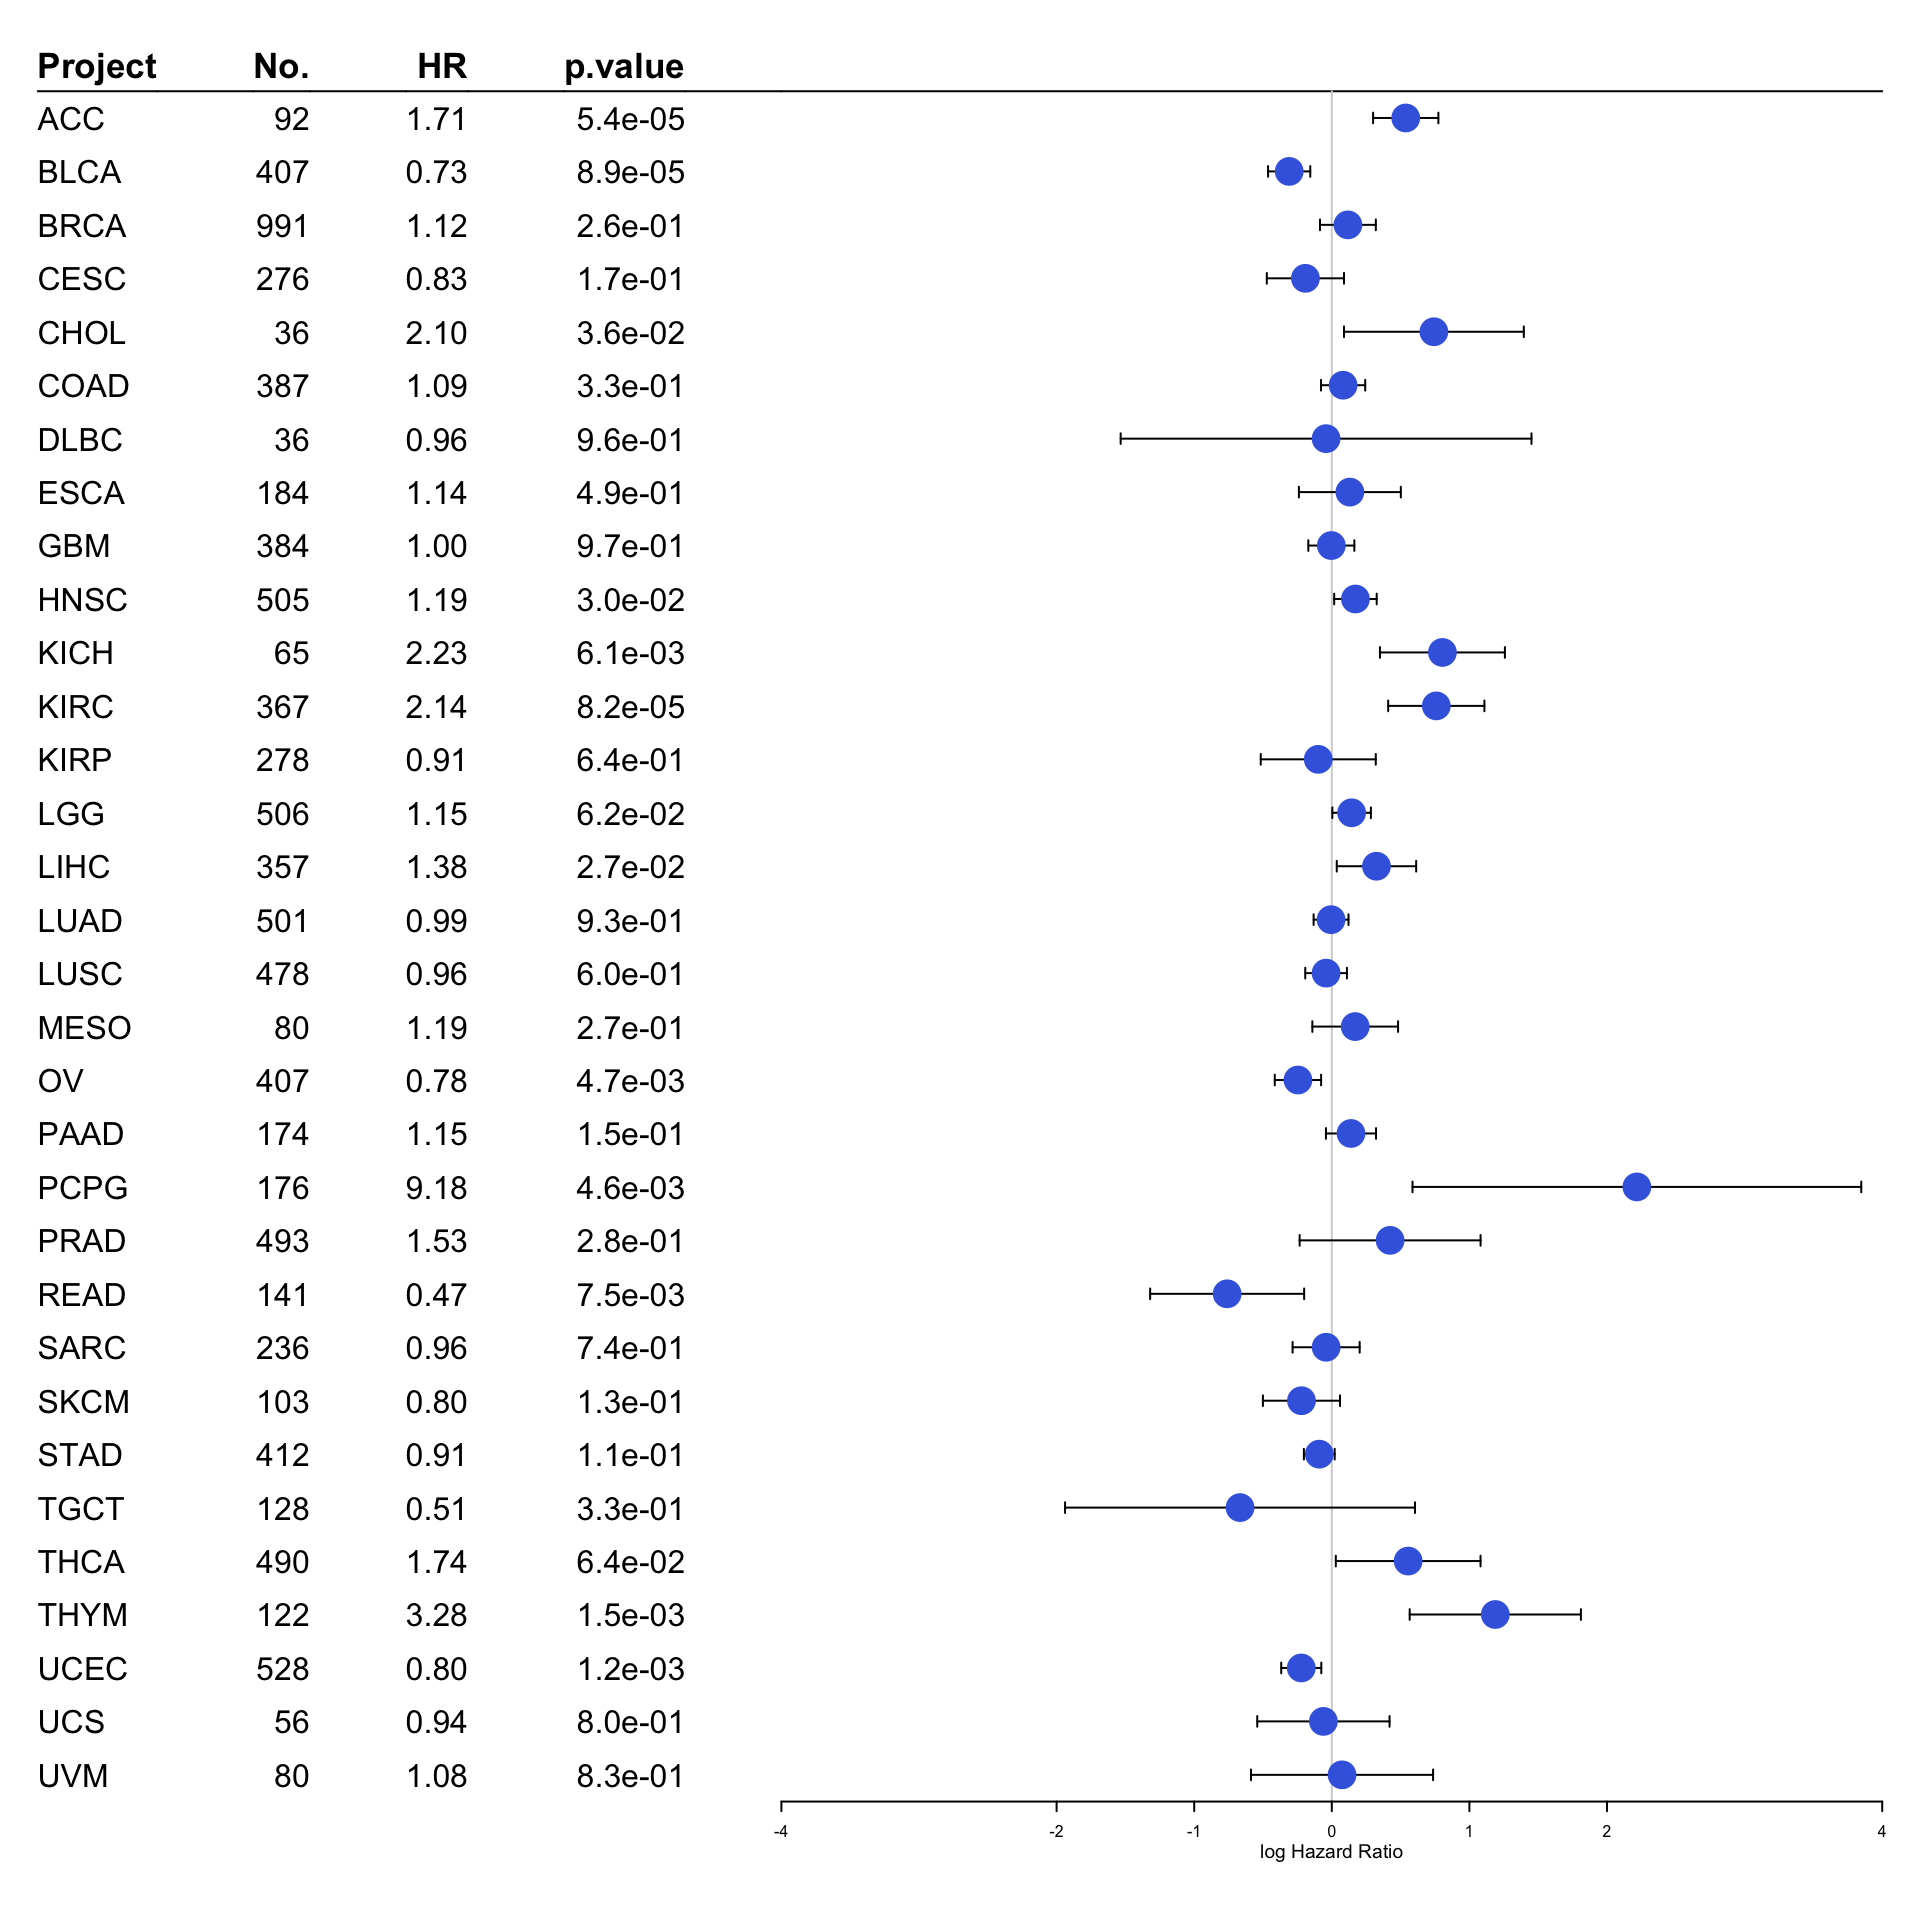 Project No. HR p.value
ACC 92 1.71 5.4e-05
BLCA 407 0.73 8.9e-05
BRCA 991 1.12 2.6e-01
CESC 276 0.83 1.7e-01
CHOL 36 2.10 3.6e-02
COAD 387 1.09 3.3e-01
DLBC 36 0.96 9.6e-01
ESCA 184 1.14 4.9e-01
GBM 384 1.00 9.7e-01
HNSC 505 1.19 3.0e-02
KICH 65 2.23 6.1e-03
KIRC 367 2.14 8.2e-05
KIRP 278 0.91 6.4e-01
LGG 506 1.15 6.2e-02
LIHC 357 1.38 2.7e-02
LUAD 501 0.99 9.3e-01
LUSC 478 0.96 6.0e-01
MESO 80 1.19 2.7e-01
OV 407 0.78 4.7e-03
PAAD 174 1.15 1.5e-01
PCPG 176 9.18 4.6e-03
PRAD 493 1.53 2.8e-01
READ 141 0.47 7.5e-03
SARC 236 0.96 7.4e-01
SKCM 103 0.80 1.3e-01
STAD 412 0.91 1.1e-01
TGCT 128 0.51 3.3e-01
THCA 490 1.74 6.4e-02
THYM 122 3.28 1.5e-03
UCEC 528 0.80 1.2e-03
UCS 56 0.94 8.0e-01
UVM 80 1.08 8.3e-01
-4 -2 -1 0 1 2 4
log Hazard Ratio